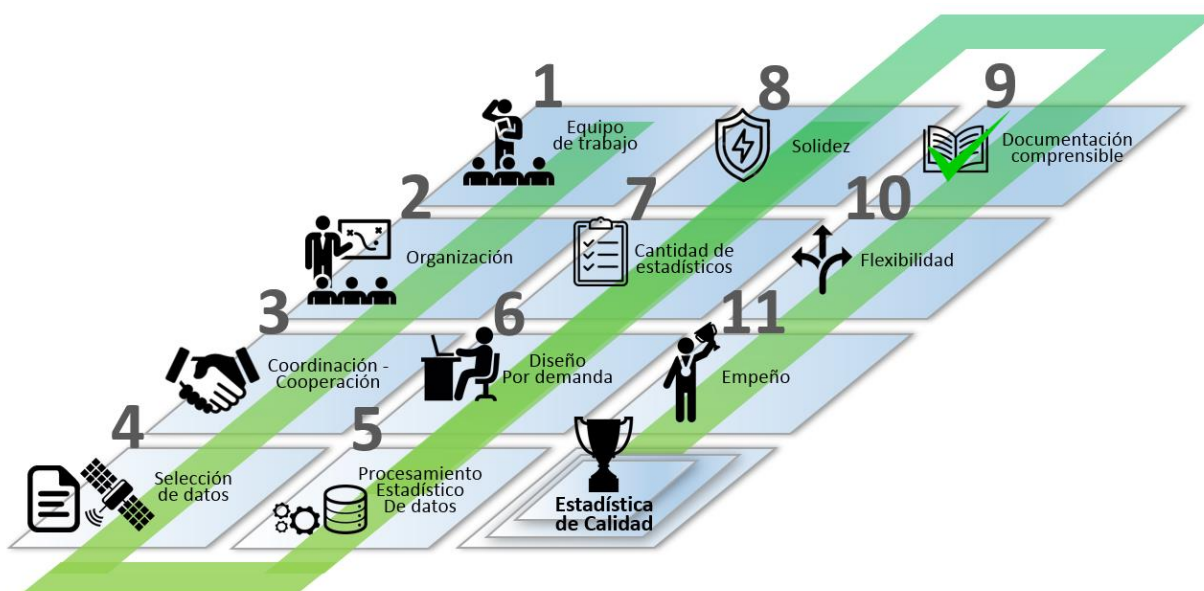 1
Equipo
de trabajo
2
Organización
3
Coordinación -
Cooperación
4
Selección
de datos
5
Procesamiento
Estadístico
De datos
6
Diseño
Por demanda
7
Cantidad de
estadísticos
8
Solidez
9
Documentación
comprensible
10
Flexibilidad
11
Empeño
Estadística
de Calidad